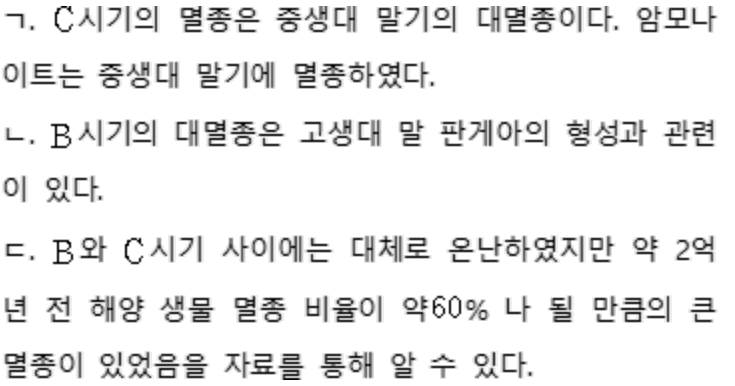 ㄱ. C시기의 멸종은 중생대 말기의 대멸종이다. 암모나
이트는 중생대 말기에 멸종하였다.
ㄴ. B시기의 대멸종은 고생대 말 판게아의 형성과 관련
이 있다.
ㄷ. B와 C시기 사이에는 대체로 온난하였지만 약 2억
년 전 해양 생물 멸종 비율이 약60% 나 될 만큼의 큰
멸종이 있었음을 자료를 통해 알 수 있다.